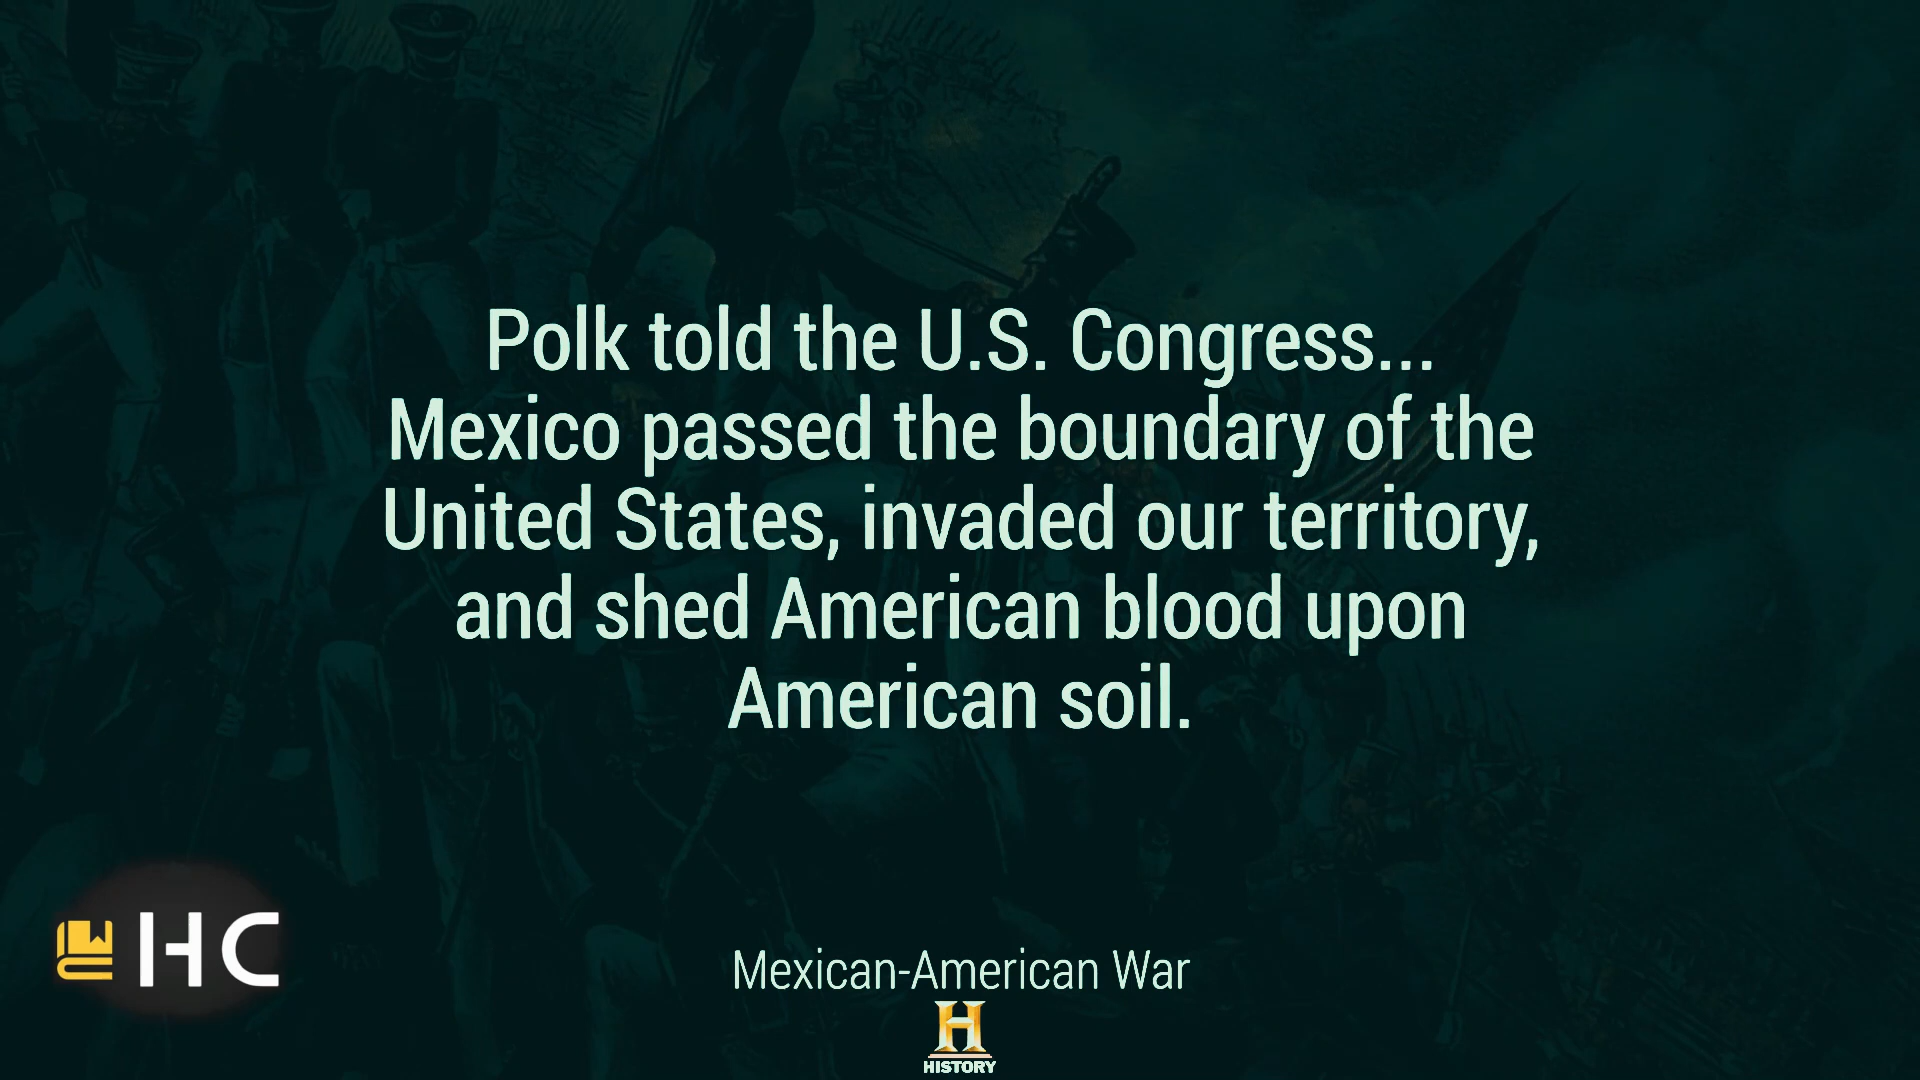 Polk told the U.S. Congress...
Mexico passed the boundary of the
United States, invaded our territory,
and shed American blood upon
American soil.
HC
Mexican-American War
H
HISTORY